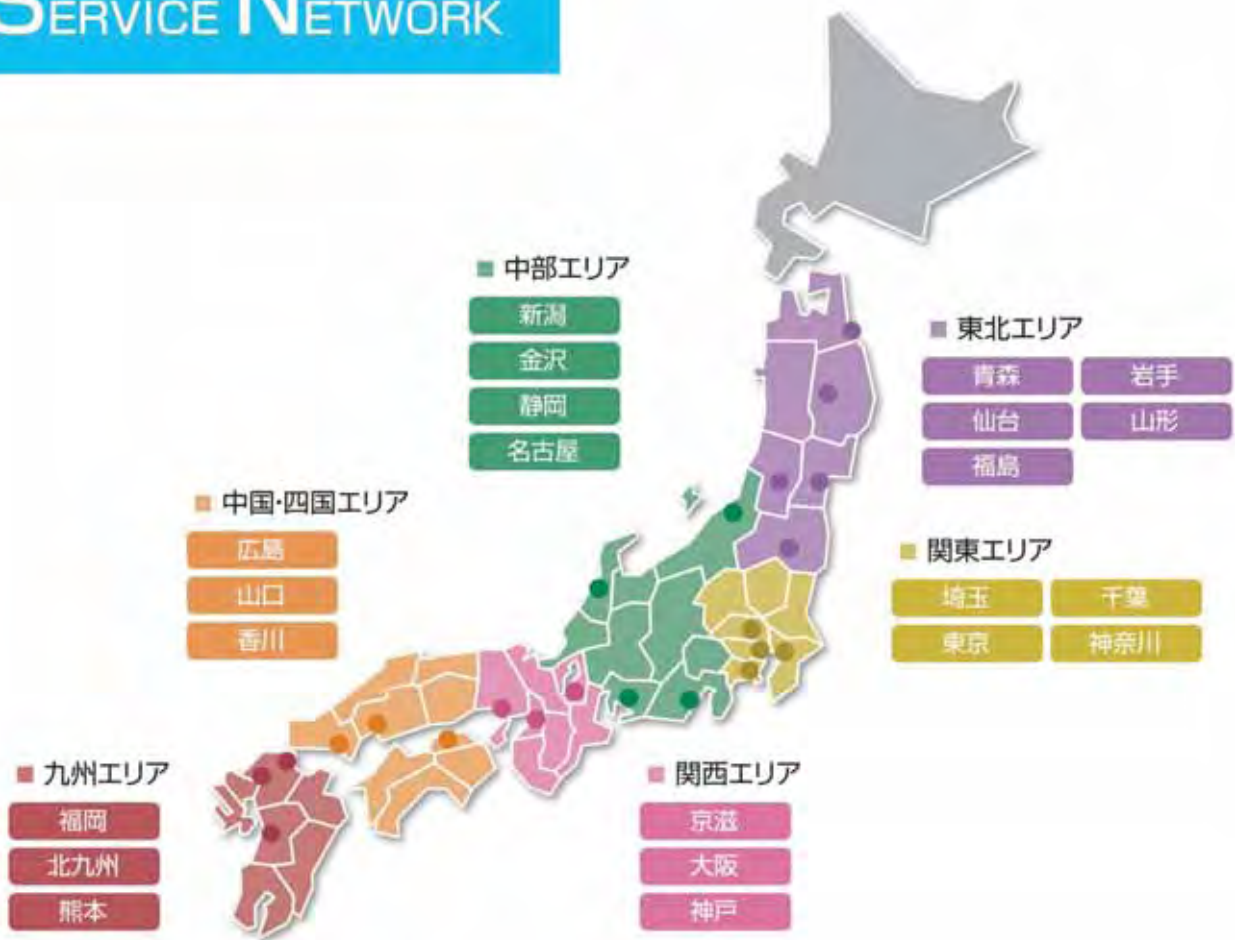 SERVICE NETWORK
■ 中部エリア
新潟
金沢
静岡
名古屋
■ 東北エリア
青森 岩手
仙台 山形
福島
■ 中国・四国エリア
広島
山口
香川
■ 関東エリア
埼玉 千葉
東京 神奈川
■ 九州エリア
福岡
北九州
熊本
■ 関西エリア
京滋
大阪
神戸